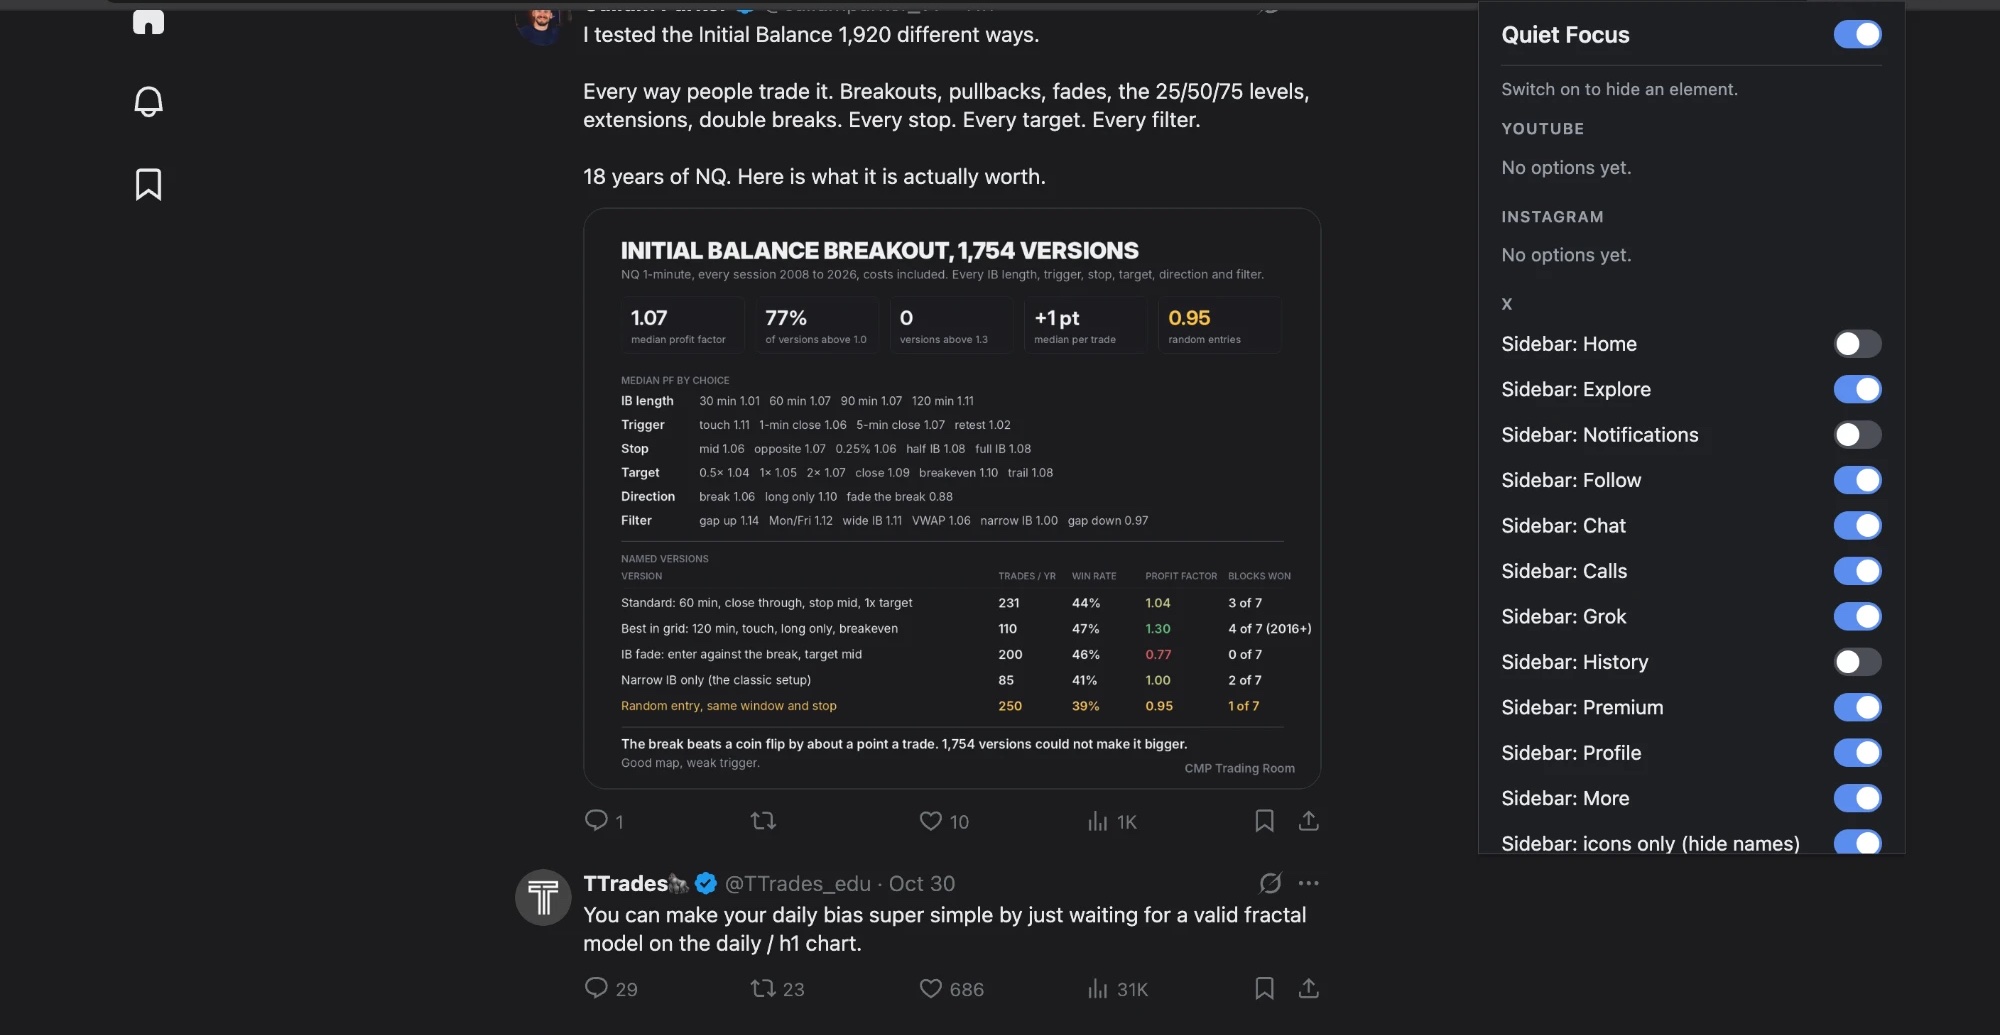 I tested the Initial Balance 1,920 different ways.
Every way people trade it. Breakouts, pullbacks, fades, the 25/50/75 levels,
extensions, double breaks. Every stop. Every target. Every filter.
18 years of NQ. Here is what it is actually worth.
INITIAL BALANCE BREAKOUT, 1,754 VERSIONS
NQ 1-minute, every session 2008 to 2026, costs included. Every IB length, trigger, stop, target, direction and filter.
1.07 77% 0 +1 pt 0.95
median profit factor of versions above 1.0 versions above 1.3 median per trade random entries
MEDIAN PF BY CHOICE
IB length 30 min 1.01 60 min 1.07 90 min 1.07 120 min 1.11
Trigger touch 1.11 1-min close 1.06 5-min close 1.07 retest 1.02
Stop mid 1.06 opposite 1.07 0.25% 1.06 half IB 1.08 full IB 1.08
Target 0.5× 1.04 1× 1.05 2× 1.07 close 1.09 breakeven 1.10 trail 1.08
Direction break 1.06 long only 1.10 fade the break 0.88
Filter gap up 1.14 Mon/Fri 1.12 wide IB 1.11 VWAP 1.06 narrow IB 1.00 gap down 0.97
NAMED VERSIONS
VERSION TRADES / YR WIN RATE PROFIT FACTOR BLOCKS WON
Standard: 60 min, close through, stop mid, 1x target 231 44% 1.04 3 of 7
Best in grid: 120 min, touch, long only, breakeven 110 47% 1.30 4 of 7 (2016+)
IB fade: enter against the break, target mid 200 46% 0.77 0 of 7
Narrow IB only (the classic setup) 85 41% 1.00 2 of 7
Random entry, same window and stop 250 39% 0.95 1 of 7
The break beats a coin flip by about a point a trade. 1,754 versions could not make it bigger.
Good map, weak trigger.
CMP Trading Room
1 10 1K
TTrades @TTrades_edu · Oct 30
You can make your daily bias super simple by just waiting for a valid fractal
model on the daily / h1 chart.
29 23 686 31K
Quiet Focus
Switch on to hide an element.
YOUTUBE
No options yet.
INSTAGRAM
No options yet.
X
Sidebar: Home
Sidebar: Explore
Sidebar: Notifications
Sidebar: Follow
Sidebar: Chat
Sidebar: Calls
Sidebar: Grok
Sidebar: History
Sidebar: Premium
Sidebar: Profile
Sidebar: More
Sidebar: icons only (hide names)